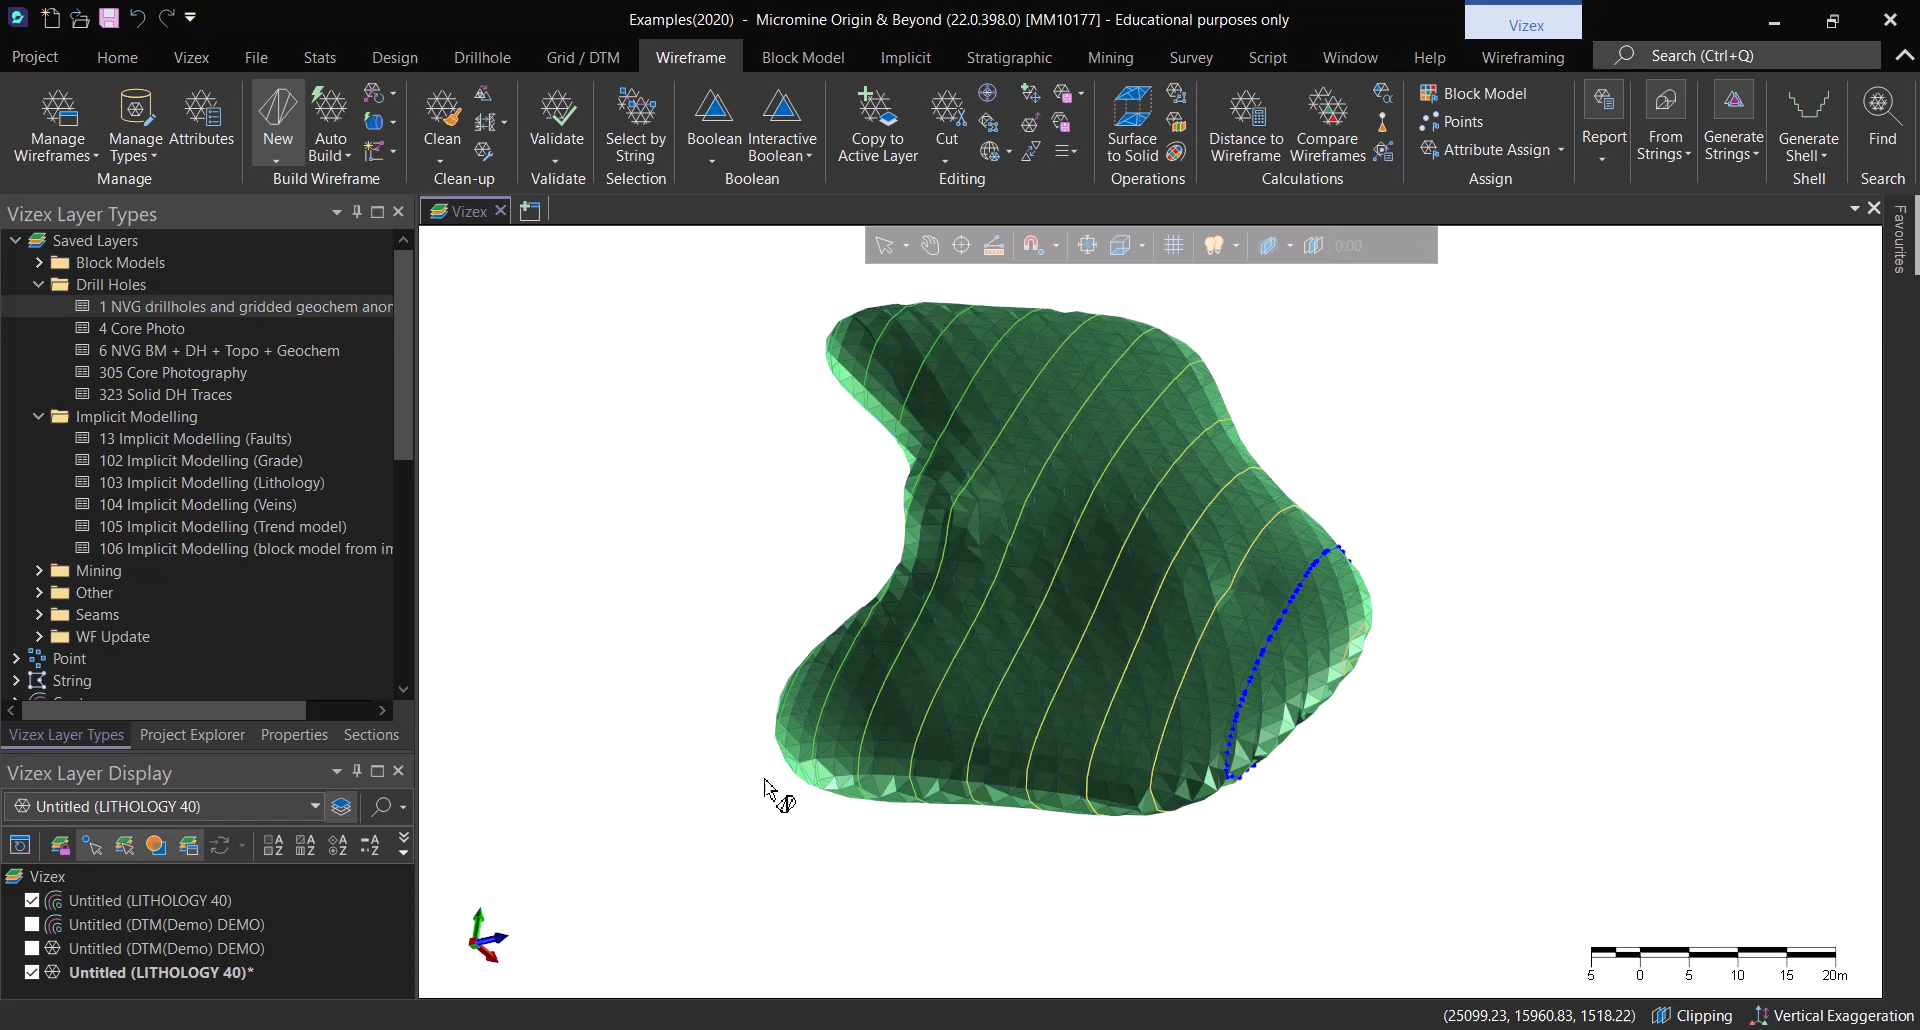 Examples(2020) - Micromine Origin & Beyond (22.0.398.0) [MM10177] - Educational purposes only
Vizex
Project Home Vizex File Stats Design Drillhole Grid / DTM Wireframe Block Model Implicit Stratigraphic Mining Survey Script Window Help Wireframing Search (Ctrl+Q)
Manage Wireframes
Manage Types
Attributes
Manage
New
Auto Build
Build Wireframe
Clean
Clean-up
Validate
Validate
Select by String
Selection
Boolean
Interactive Boolean
Boolean
Copy to Active Layer
Cut
Editing
Surface to Solid
Operations
Distance to Wireframe
Compare Wireframes
Calculations
Block Model
Points
Attribute Assign
Assign
Report
From Strings
Generate Strings
Generate Shell
Shell
Find
Search
Vizex Layer Types
Saved Layers
Block Models
Drill Holes
1 NVG drillholes and gridded geochem anor
4 Core Photo
6 NVG BM + DH + Topo + Geochem
305 Core Photography
323 Solid DH Traces
Implicit Modelling
13 Implicit Modelling (Faults)
102 Implicit Modelling (Grade)
103 Implicit Modelling (Lithology)
104 Implicit Modelling (Veins)
105 Implicit Modelling (Trend model)
106 Implicit Modelling (block model from in
Mining
Other
Seams
WF Update
Point
String
Vizex Layer Types Project Explorer Properties Sections
Vizex Layer Display
Untitled (LITHOLOGY 40)
Vizex
Untitled (LITHOLOGY 40)
Untitled (DTM(Demo) DEMO)
Untitled (DTM(Demo) DEMO)
Untitled (LITHOLOGY 40)*
Vizex
0.00
Favourites
5 0 5 10 15 20m
(25099.23, 15960.83, 1518.22) Clipping Vertical Exaggeration